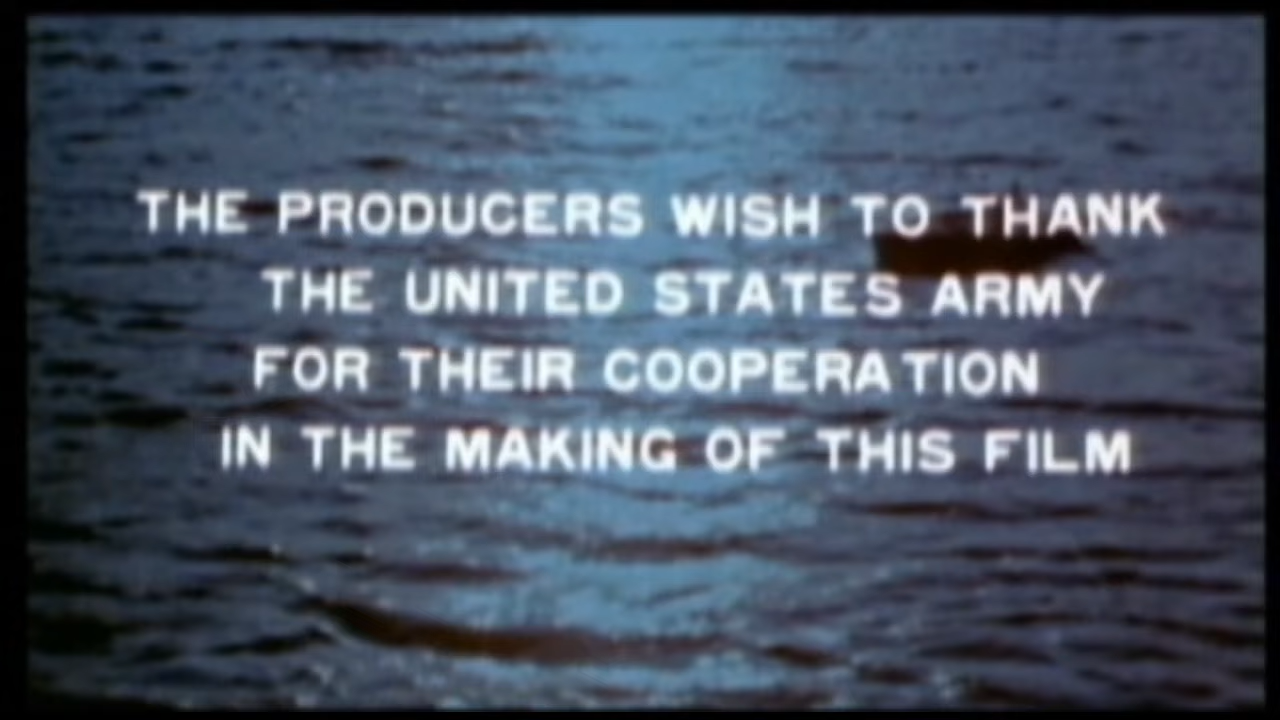 THE PRODUCERS WISH TO THANK
THE UNITED STATES ARMY
FOR THEIR COOPERATION
IN THE MAKING OF THIS FILM